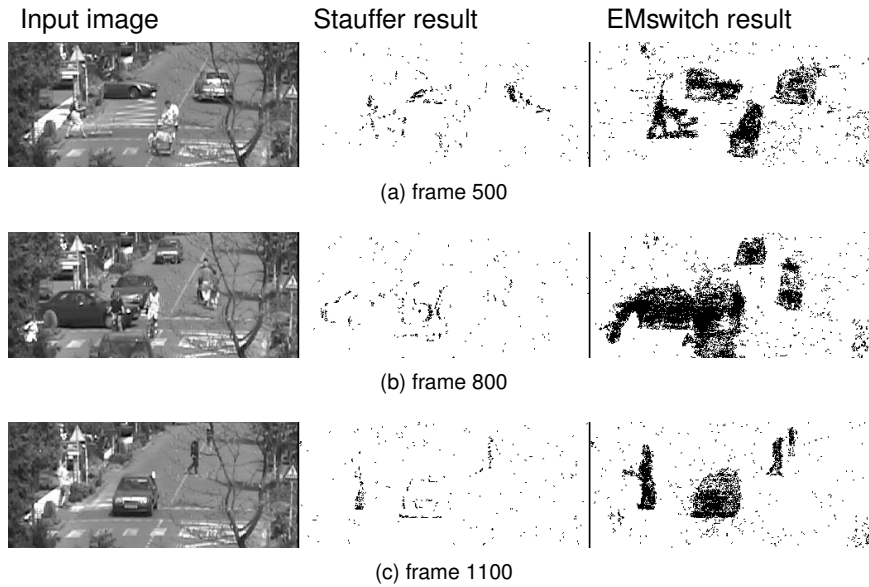 Input image Stauffer result EMswitch result
(a) frame 500
(b) frame 800
(c) frame 1100